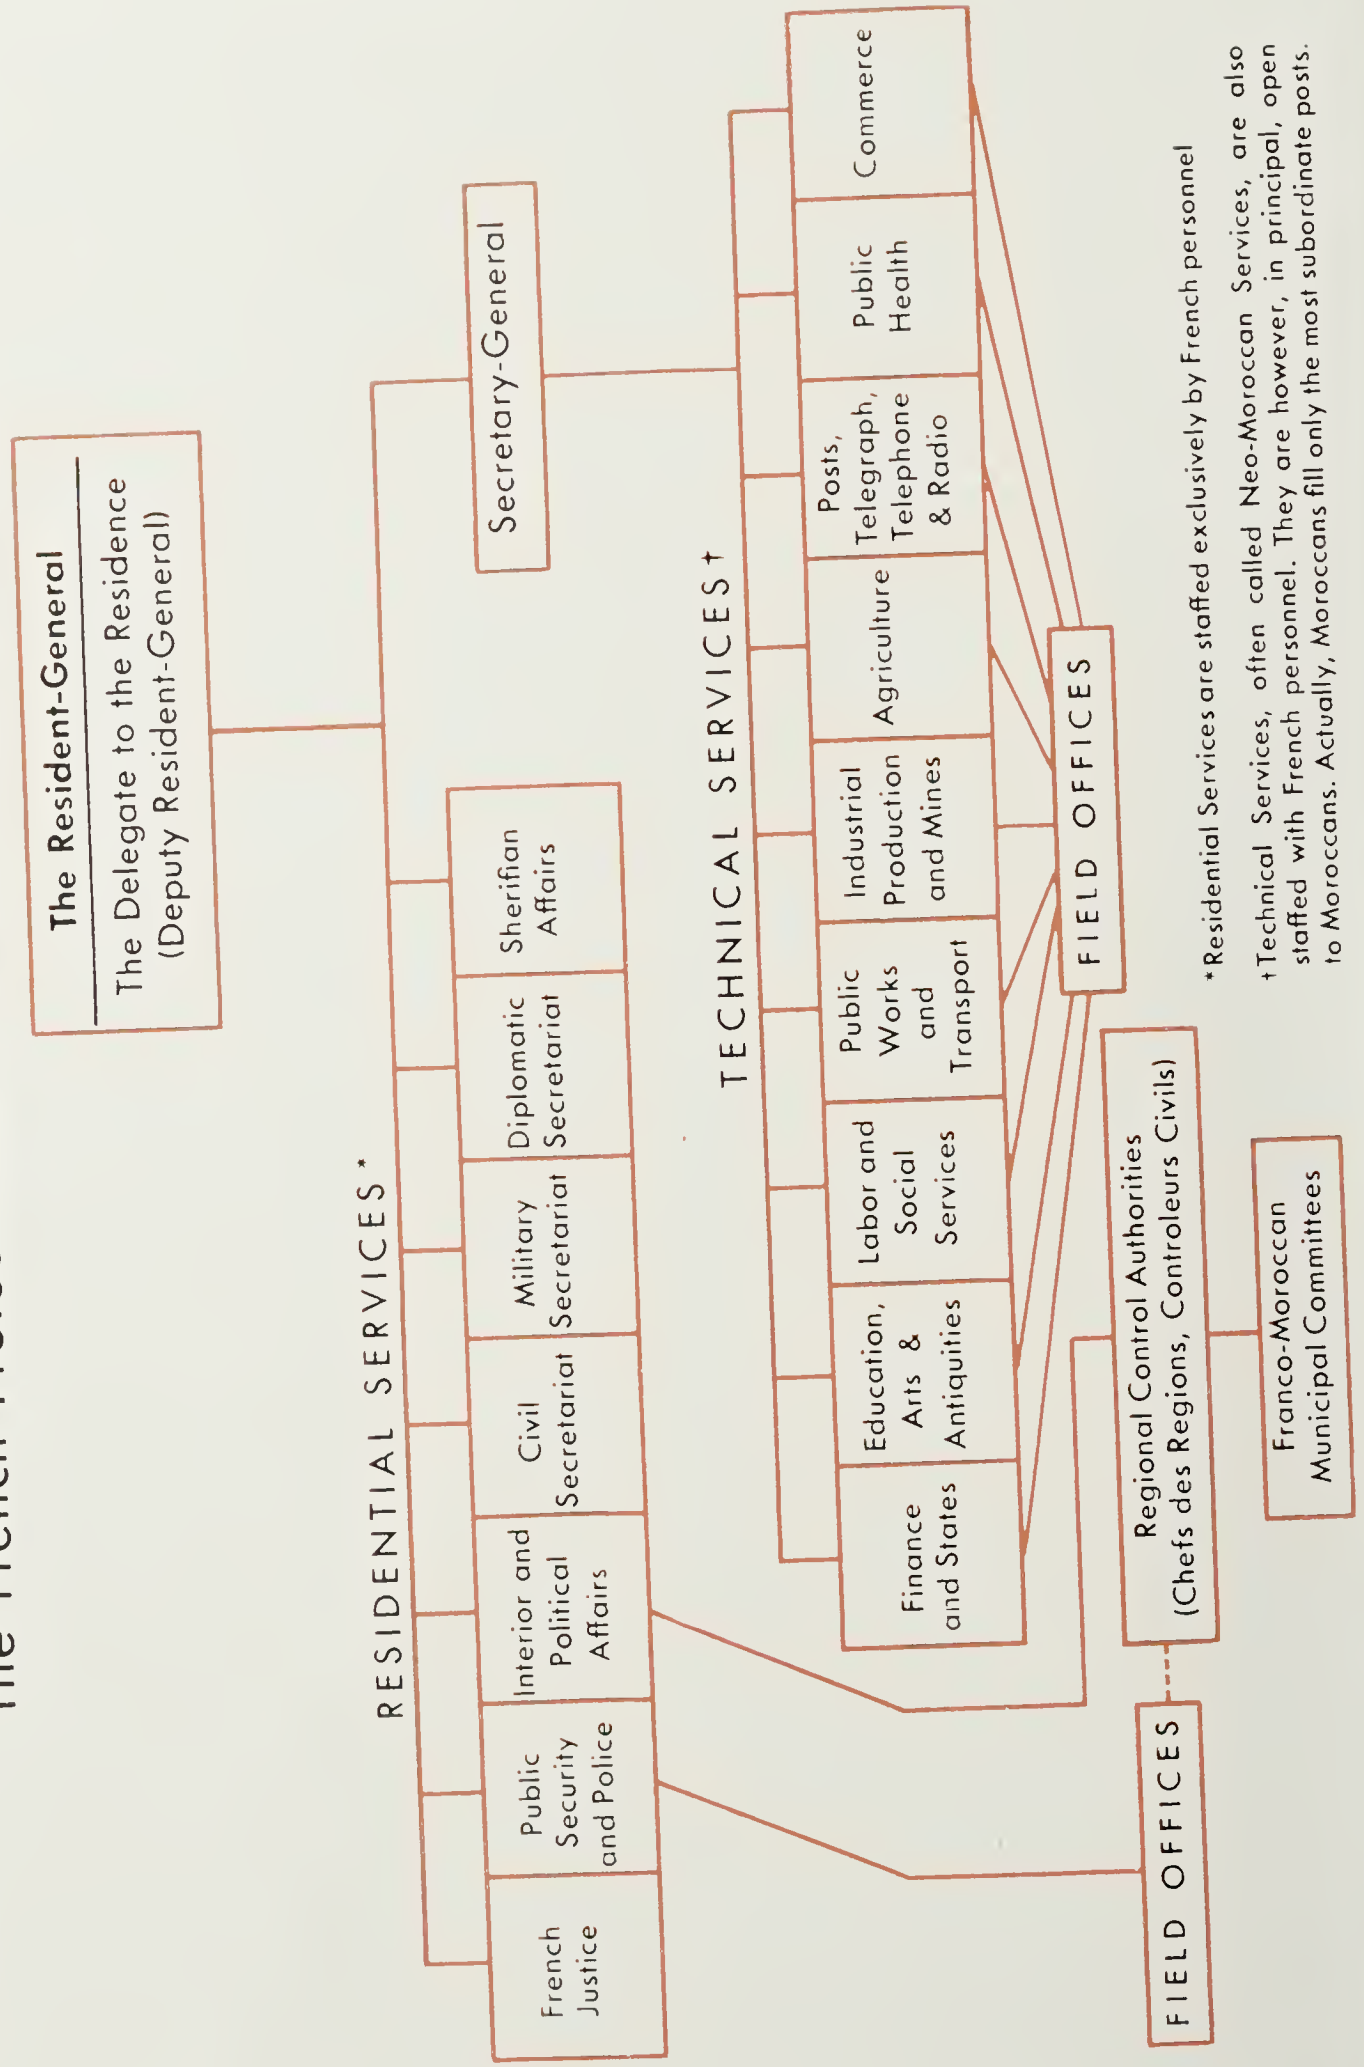 The French
The Resident-General
The Delegate to the Residence
(Deputy Resident-General)
Secretary-General
RESIDENTIAL SERVICES*
French
Justice
Public
Security
and Police
Interior and
Political
Affairs
Civil
Secretariat
Military
Secretariat
Diplomatic
Secretariat
Sherifian
Affairs
TECHNICAL SERVICES†
Finance
and States
Education,
Arts &
Antiquities
Labor and
Social
Services
Public
Works
and
Transport
Industrial
Production
and Mines
Agriculture
Posts,
Telegraph,
Telephone
& Radio
Public
Health
Commerce
FIELD OFFICES
Regional Control Authorities
(Chefs des Regions, Controleurs Civils)
FIELD OFFICES
Franco-Moroccan
Municipal Committees
*Residential Services are staffed exclusively by French personnel
†Technical Services, often called Neo-Moroccan Services, are also
staffed with French personnel. They are however, in principal, open
to Moroccans. Actually, Moroccans fill only the most subordinate posts.